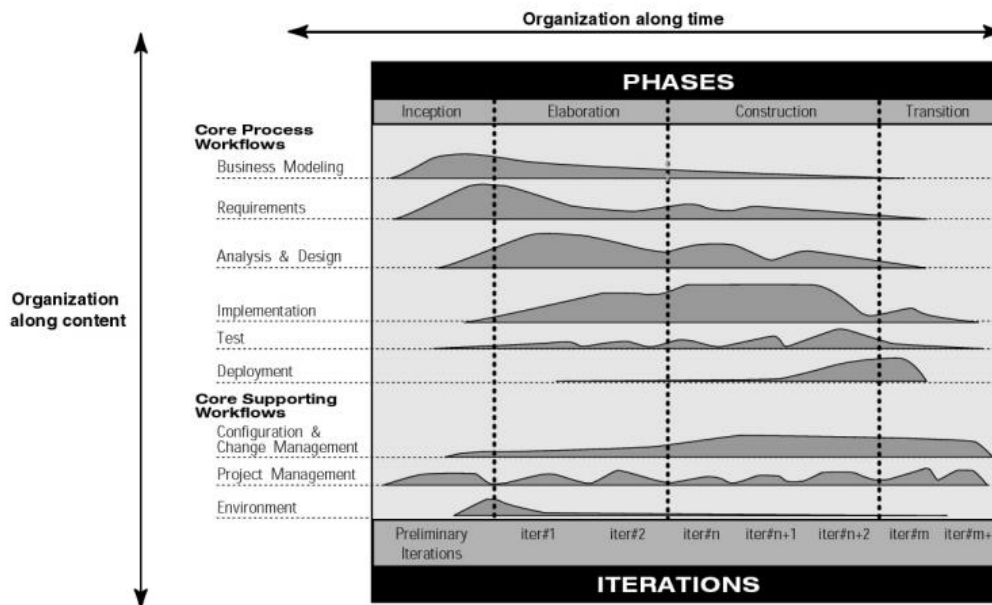 Organization along time
PHASES
Inception Elaboration Construction Transition
Core Process
Workflows
Business Modeling
Requirements
Analysis & Design
Organization
along content
Implementation
Test
Deployment
Core Supporting
Workflows
Configuration &
Change Management
Project Management
Environment
Preliminary
Iterations
iter#1 iter#2 iter#n iter#n+1 iter#n+2 iter#m iter#m+
ITERATIONS